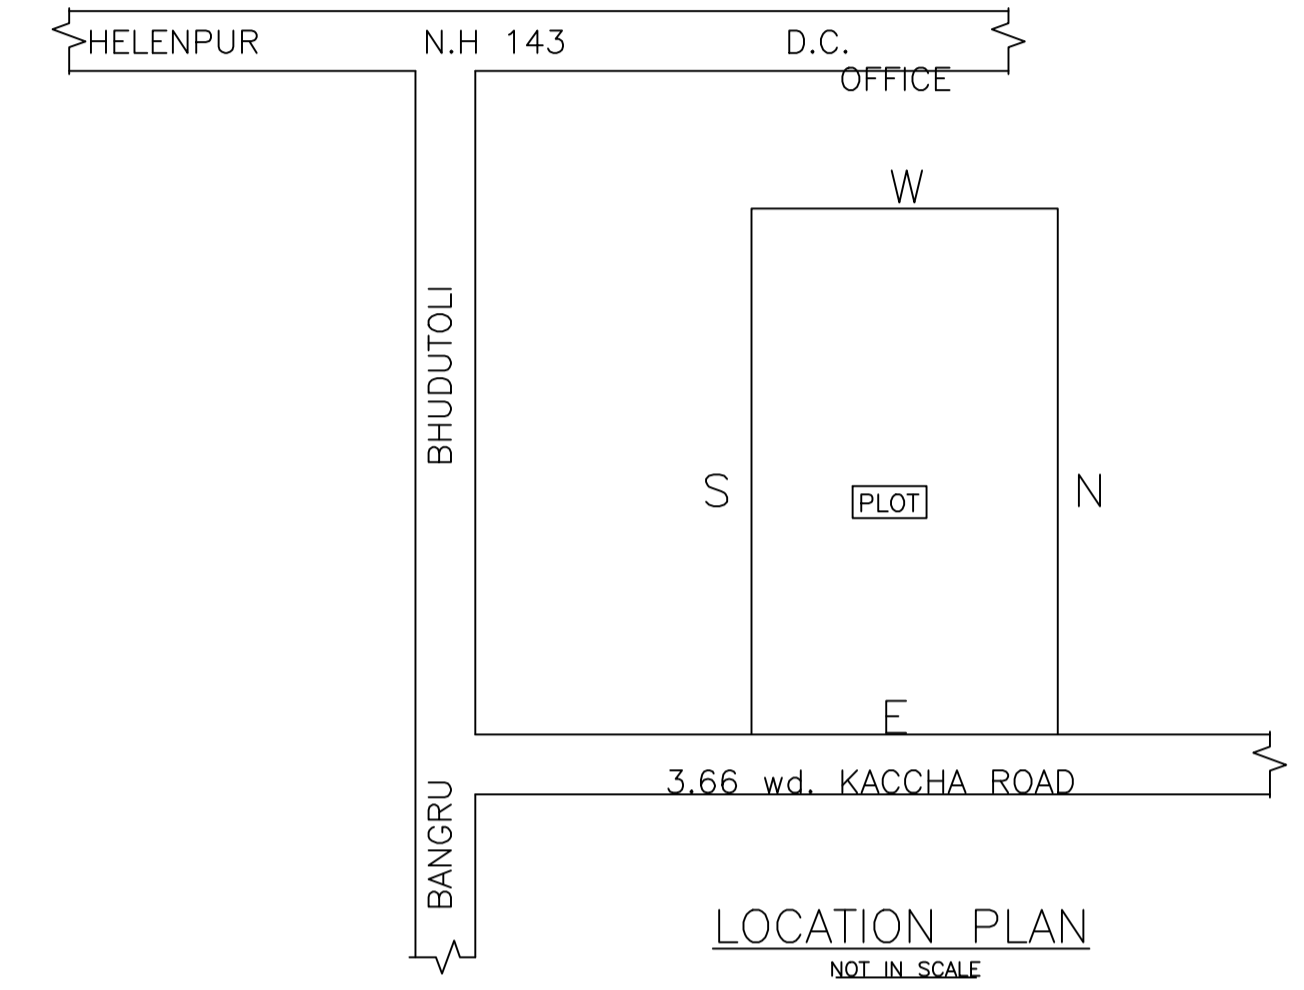 HELENPUR N.H 143 D.C.
OFFICE
W
BHUDUTOLI
S
PLOT
N
E
3.66 wd. KACCHA ROAD
BANGRU
LOCATION PLAN
NOT IN SCALE